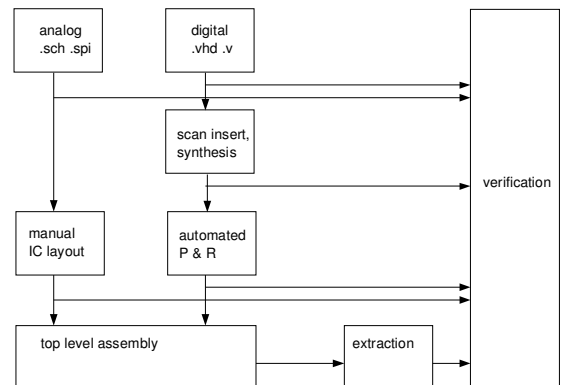 analog
.sch .spi
digital
.vhd .v
scan insert,
synthesis
verification
manual
IC layout
automated
P & R
top level assembly
extraction